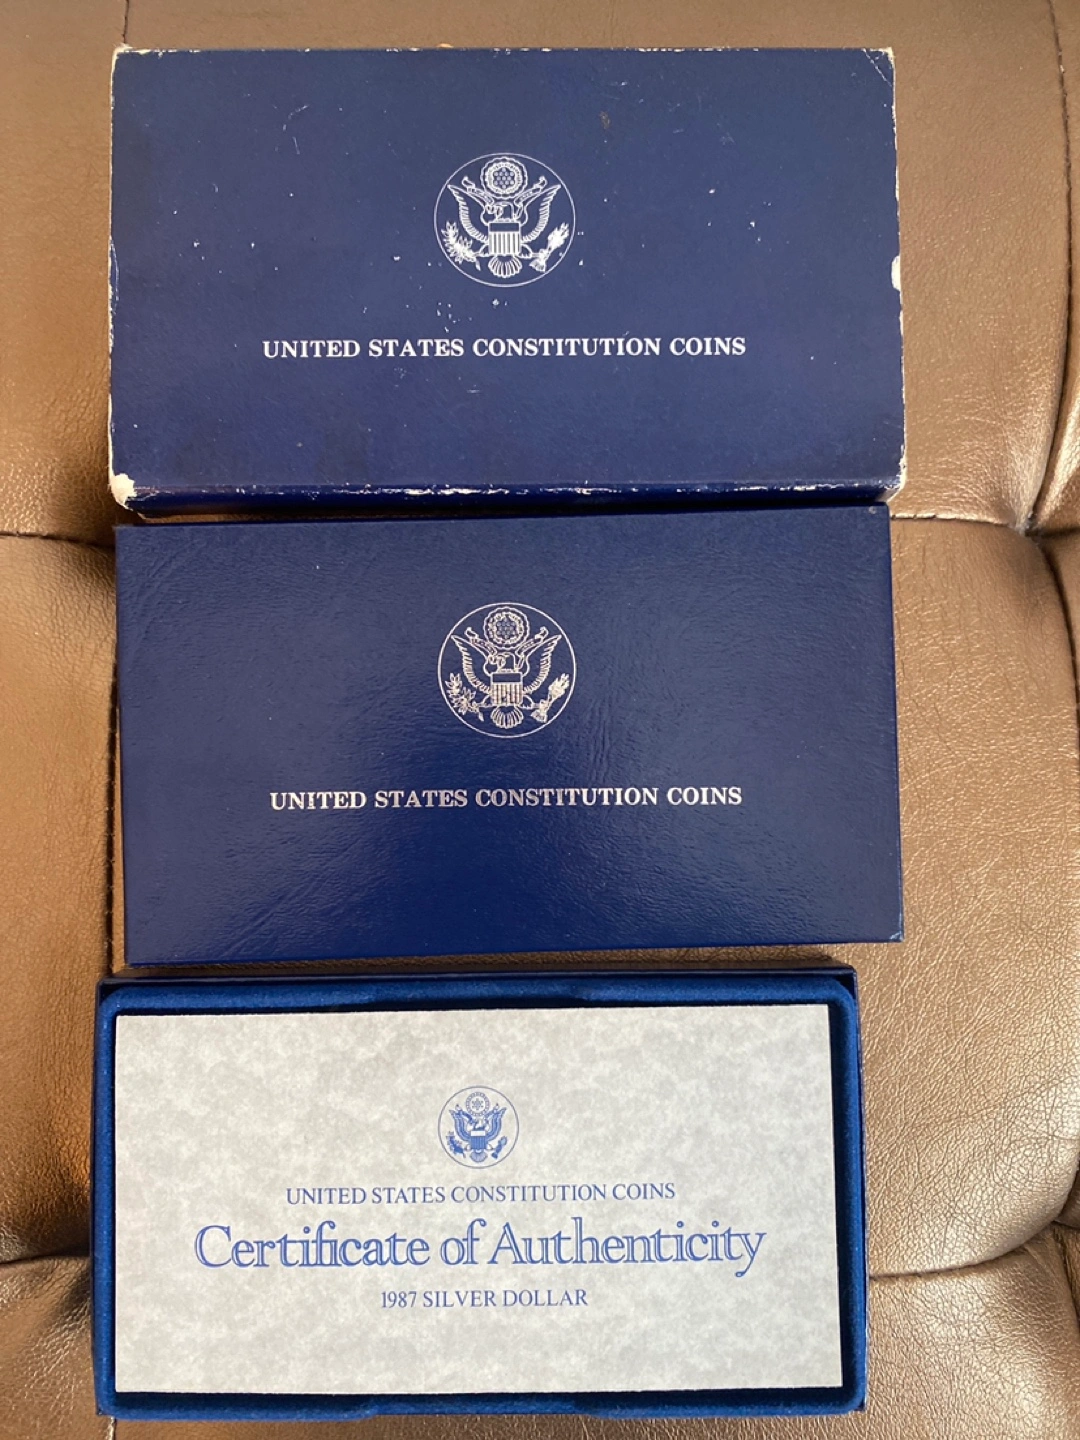 UNITED STATES CONSTITUTION COINS
UNITED STATES CONSTITUTION COINS
UNITED STATES CONSTITUTION COINS
Certificate of Authenticity
1987 SILVER DOLLAR